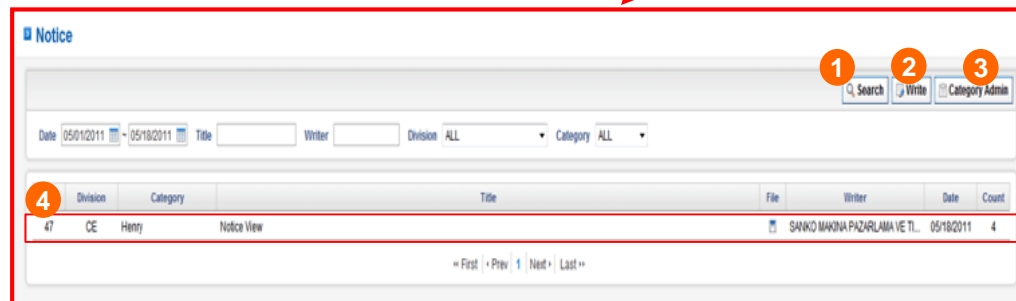 Notice
1 2 3
Search Write Category Admin
Date 05/01/2011 ~ 05/18/2011 Title Writer Division ALL Category ALL
4 Division Category Title File Writer Date Count
47 CE Henry Notice View SANKO MAKINA PAZARLAMA VE TI... 05/18/2011 4
First Prev 1 Next Last